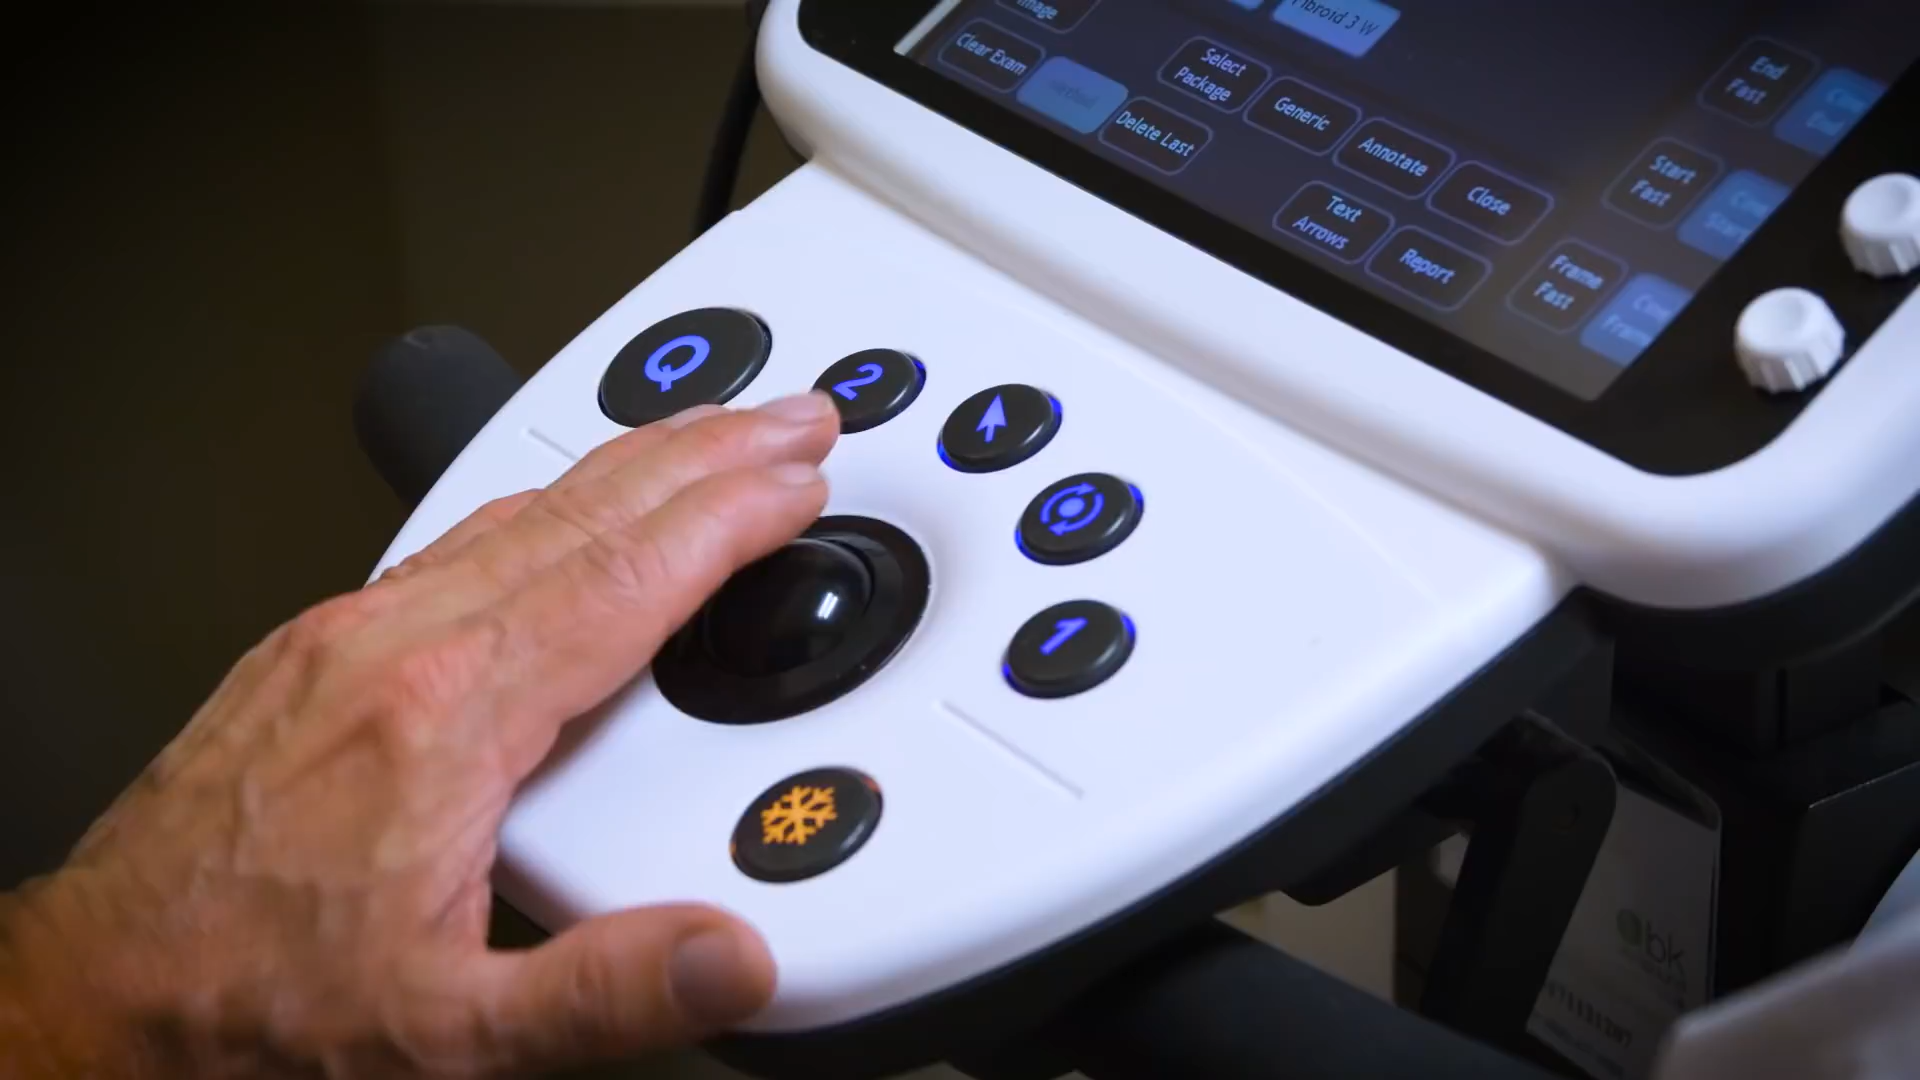 Image
Fibroid 3 W
Clear Exam
Select
Package
Generic
Delete Last
Annotate
Close
Text
Arrows
Report
End
Fast
Start
Fast
Frame
Fast
Q
2
1
bk